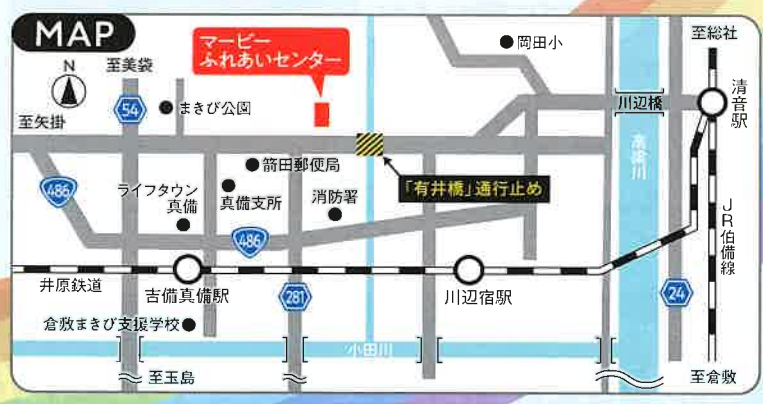 MAP
マービー
ふれあいセンター
岡田小
至総社
N
至美袋
54
まきび公園
至矢掛
川辺橋
清音駅
高梁川
箭田郵便局
「有井橋」通行止め
486
ライフタウン
真備
真備支所
消防署
486
JR伯備線
井原鉄道
吉備真備駅
281
川辺宿駅
24
倉敷まきび支援学校
小田川
至玉島
至倉敷